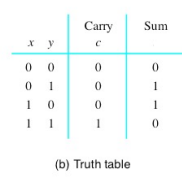 Carry Sum
x y c
0 0 0 0
0 1 0 1
1 0 0 1
1 1 1 0
(b) Truth table